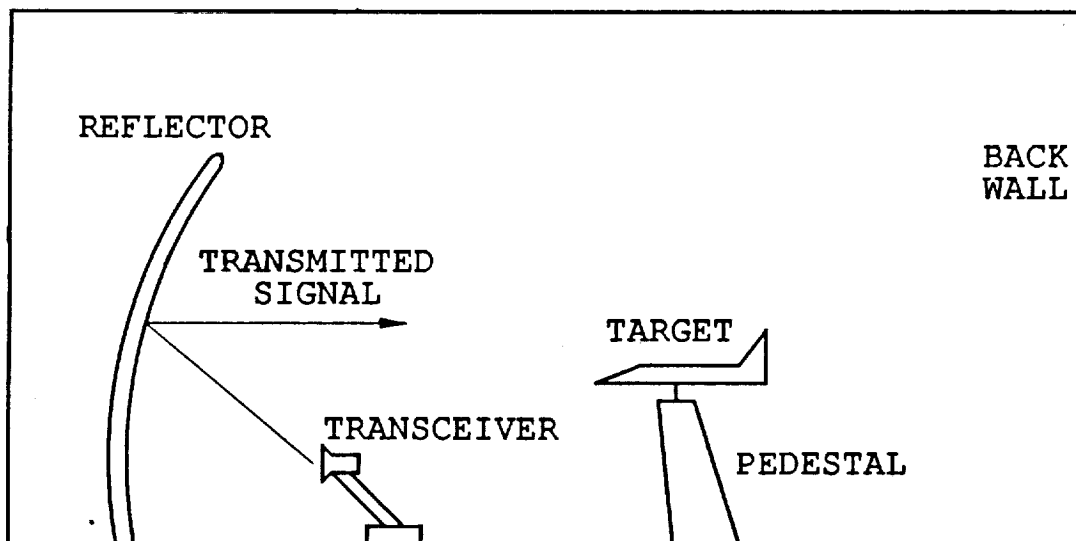 REFLECTOR
BACK
WALL
TRANSMITTED
SIGNAL
TARGET
TRANSCEIVER
PEDESTAL